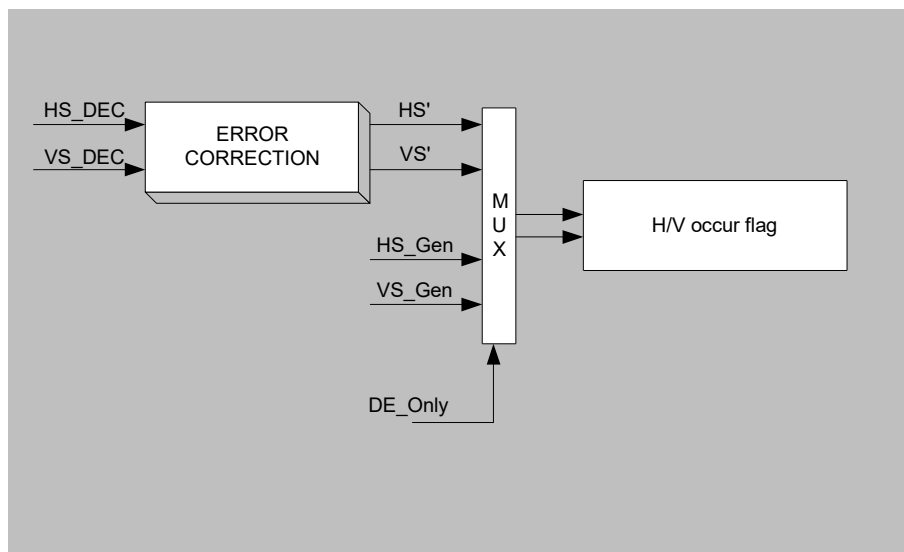 HS_DEC
VS_DEC
ERROR
CORRECTION
HS'
VS'
HS_Gen
VS_Gen
M
U
X
DE_Only
H/V occur flag